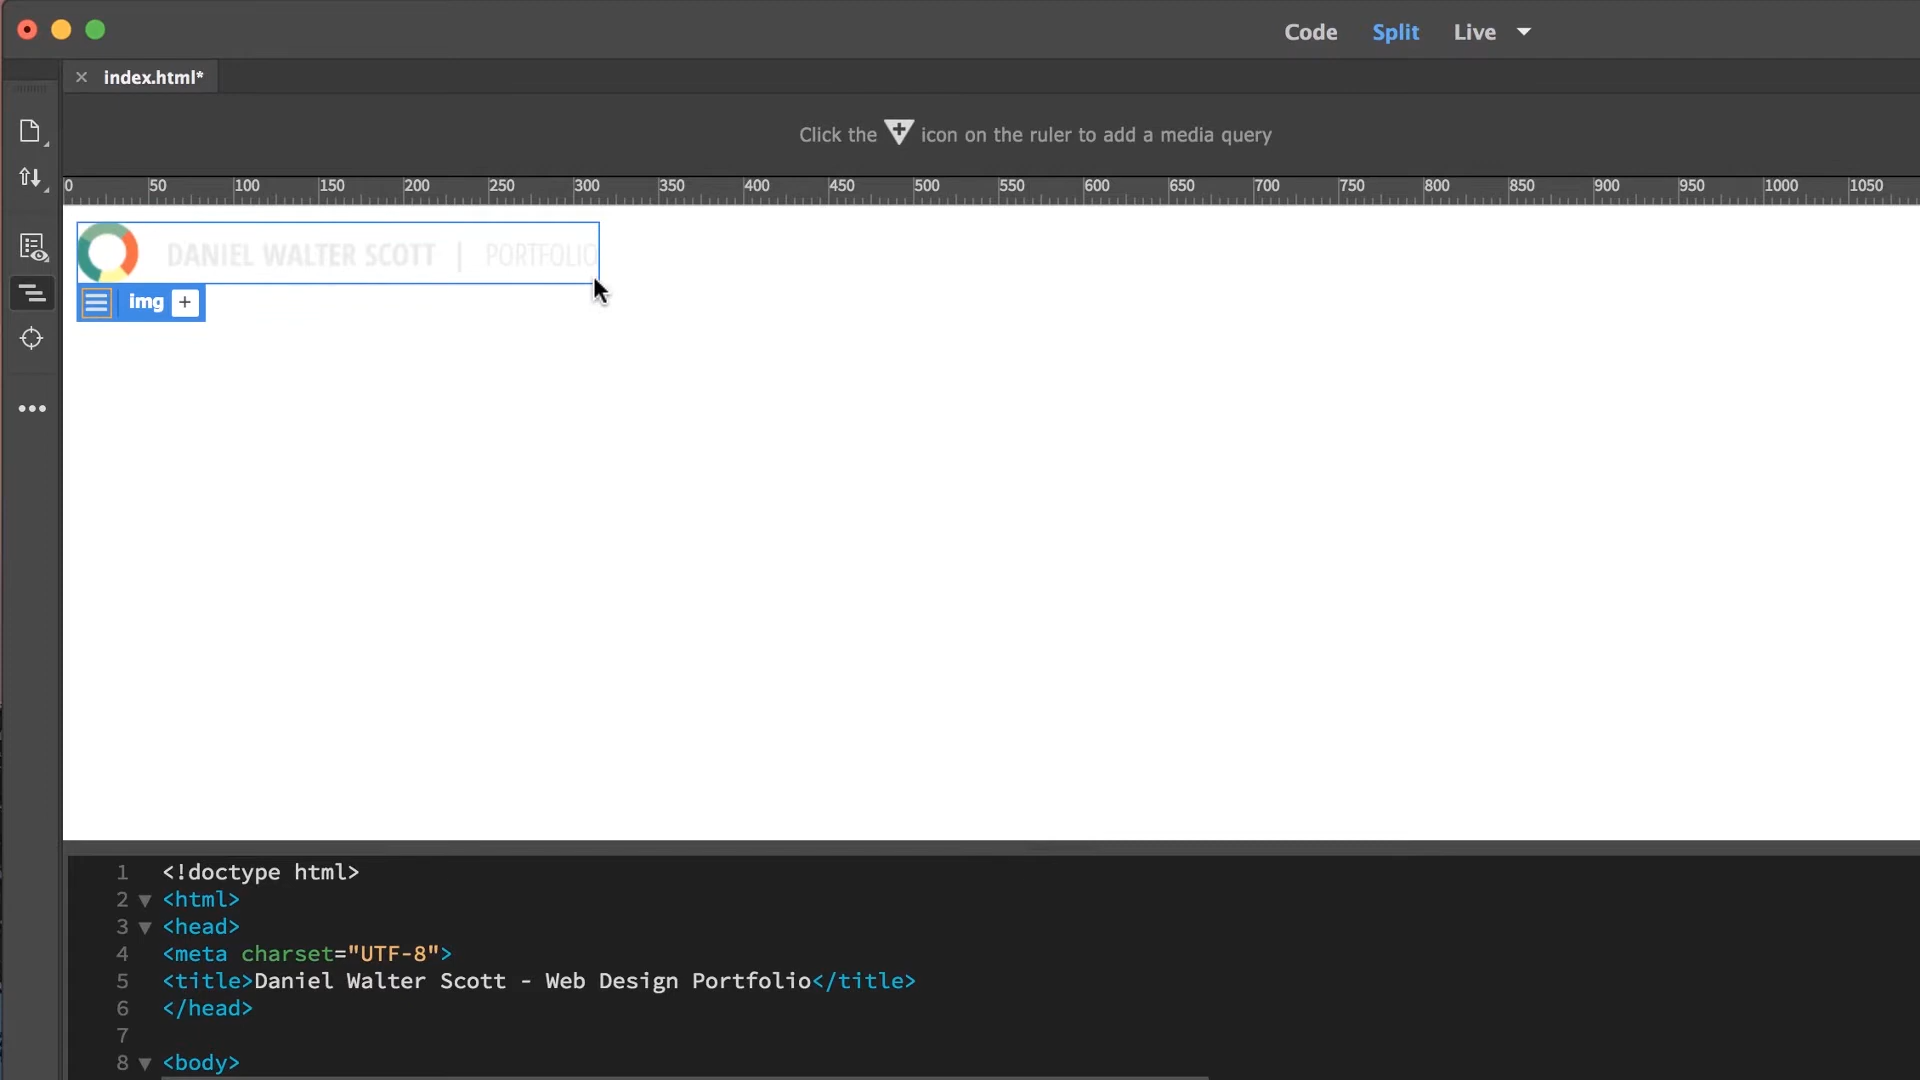 Code Split Live
index.html*
Click the icon on the ruler to add a media query
0 50 100 150 200 250 300 350 400 450 500 550 600 650 700 750 800 850 900 950 1000 1050
DANIEL WALTER SCOTT | PORTFOLIO
img +
1 <!doctype html>
2 <html>
3 <head>
4 <meta charset="UTF-8">
5 <title>Daniel Walter Scott - Web Design Portfolio</title>
6 </head>
7
8 <body>